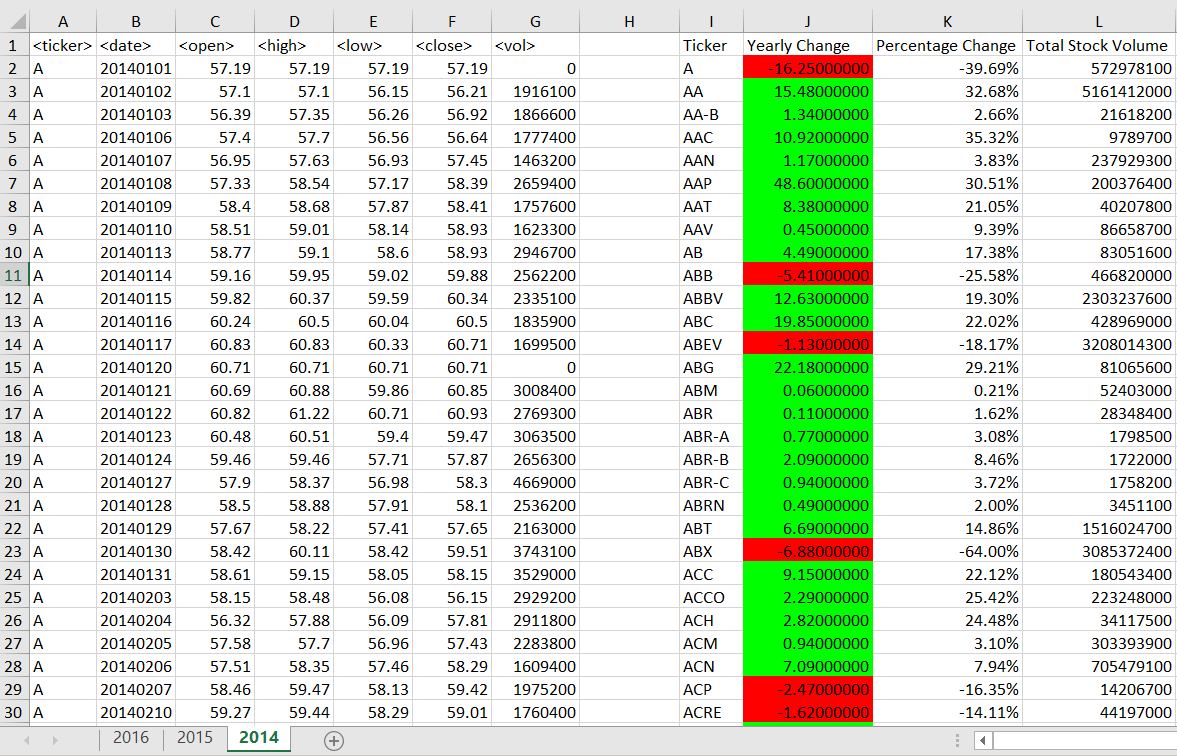 A B C D E F G H I J K L
1 <ticker> <date> <open> <high> <low> <close> <vol> Ticker Yearly Change Percentage Change Total Stock Volume
2 A 20140101 57.19 57.19 57.19 57.19 0 A -16.25000000 -39.69% 572978100
3 A 20140102 57.1 57.1 56.15 56.21 1916100 AA 15.48000000 32.68% 5161412000
4 A 20140103 56.39 57.35 56.26 56.92 1866600 AA-B 1.34000000 2.66% 21618200
5 A 20140106 57.4 57.7 56.56 56.64 1777400 AAC 10.92000000 35.32% 9789700
6 A 20140107 56.95 57.63 56.93 57.45 1463200 AAN 1.17000000 3.83% 237929300
7 A 20140108 57.33 58.54 57.17 58.39 2659400 AAP 48.60000000 30.51% 200376400
8 A 20140109 58.4 58.68 57.87 58.41 1757600 AAT 8.38000000 21.05% 40207800
9 A 20140110 58.51 59.01 58.14 58.93 1623300 AAV 0.45000000 9.39% 86658700
10 A 20140113 58.77 59.1 58.6 58.93 2946700 AB 4.49000000 17.38% 83051600
11 A 20140114 59.16 59.95 59.02 59.88 2562200 ABB -5.41000000 -25.58% 466820000
12 A 20140115 59.82 60.37 59.59 60.34 2335100 ABBV 12.63000000 19.30% 2303237600
13 A 20140116 60.24 60.5 60.04 60.5 1835900 ABC 19.85000000 22.02% 428969000
14 A 20140117 60.83 60.83 60.33 60.71 1699500 ABEV -1.13000000 -18.17% 3208014300
15 A 20140120 60.71 60.71 60.71 60.71 0 ABG 22.18000000 29.21% 81065600
16 A 20140121 60.69 60.88 59.86 60.85 3008400 ABM 0.06000000 0.21% 52403000
17 A 20140122 60.82 61.22 60.71 60.93 2769300 ABR 0.11000000 1.62% 28348400
18 A 20140123 60.48 60.51 59.4 59.47 3063500 ABR-A 0.77000000 3.08% 1798500
19 A 20140124 59.46 59.46 57.71 57.87 2656300 ABR-B 2.09000000 8.46% 1722000
20 A 20140127 57.9 58.37 56.98 58.3 4669000 ABR-C 0.94000000 3.72% 1758200
21 A 20140128 58.5 58.88 57.91 58.1 2536200 ABRN 0.49000000 2.00% 3451100
22 A 20140129 57.67 58.22 57.41 57.65 2163000 ABT 6.69000000 14.86% 1516024700
23 A 20140130 58.42 60.11 58.42 59.51 3743100 ABX -6.88000000 -64.00% 3085372400
24 A 20140131 58.61 59.15 58.05 58.15 3529000 ACC 9.15000000 22.12% 180543400
25 A 20140203 58.15 58.48 56.08 56.15 2929200 ACCO 2.29000000 25.42% 223248000
26 A 20140204 56.32 57.88 56.09 57.81 2911800 ACH 2.82000000 24.48% 34117500
27 A 20140205 57.58 57.7 56.96 57.43 2283800 ACM 0.94000000 3.10% 303393900
28 A 20140206 57.51 58.35 57.46 58.29 1609400 ACN 7.09000000 7.94% 705479100
29 A 20140207 58.46 59.47 58.13 59.42 1975200 ACP -2.47000000 -16.35% 14206700
30 A 20140210 59.27 59.44 58.29 59.01 1760400 ACRE -1.62000000 -14.11% 44197000
2016 2015 2014